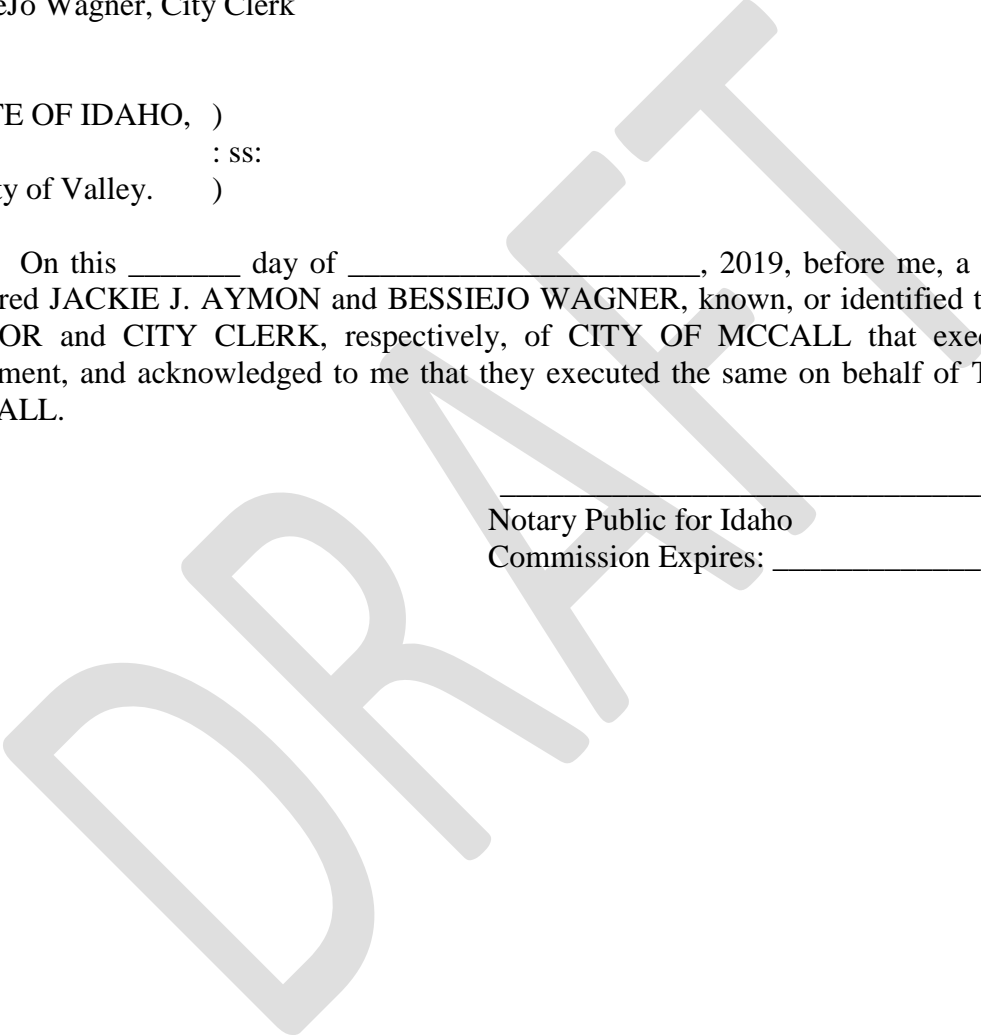 eJo Wagner, City Clerk
TE OF IDAHO, )
: ss:
ty of Valley. )
On this _______ day of ______________________, 2019, before me, a
red JACKIE J. AYMON and BESSIEJO WAGNER, known, or identified t
OR and CITY CLERK, respectively, of CITY OF MCCALL that exec
ment, and acknowledged to me that they executed the same on behalf of T
ALL.
______________________________
Notary Public for Idaho
Commission Expires: _____________
DRAFT